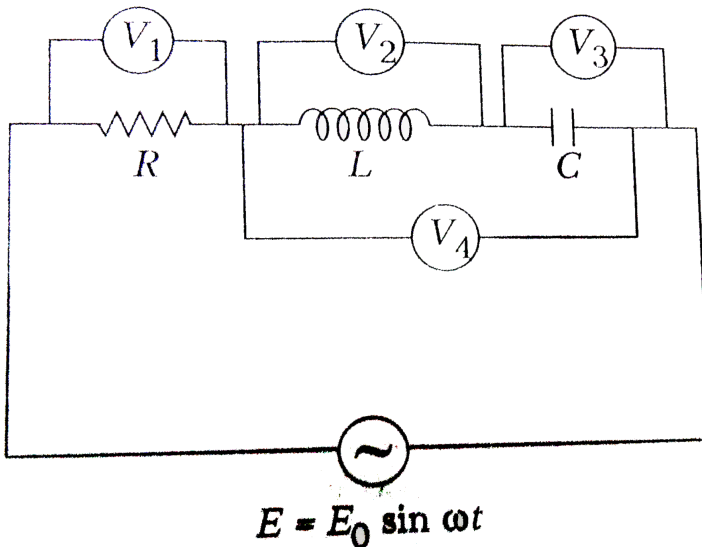 V1 V2 V3
R L C
V4
~
E = E0 sin ωt